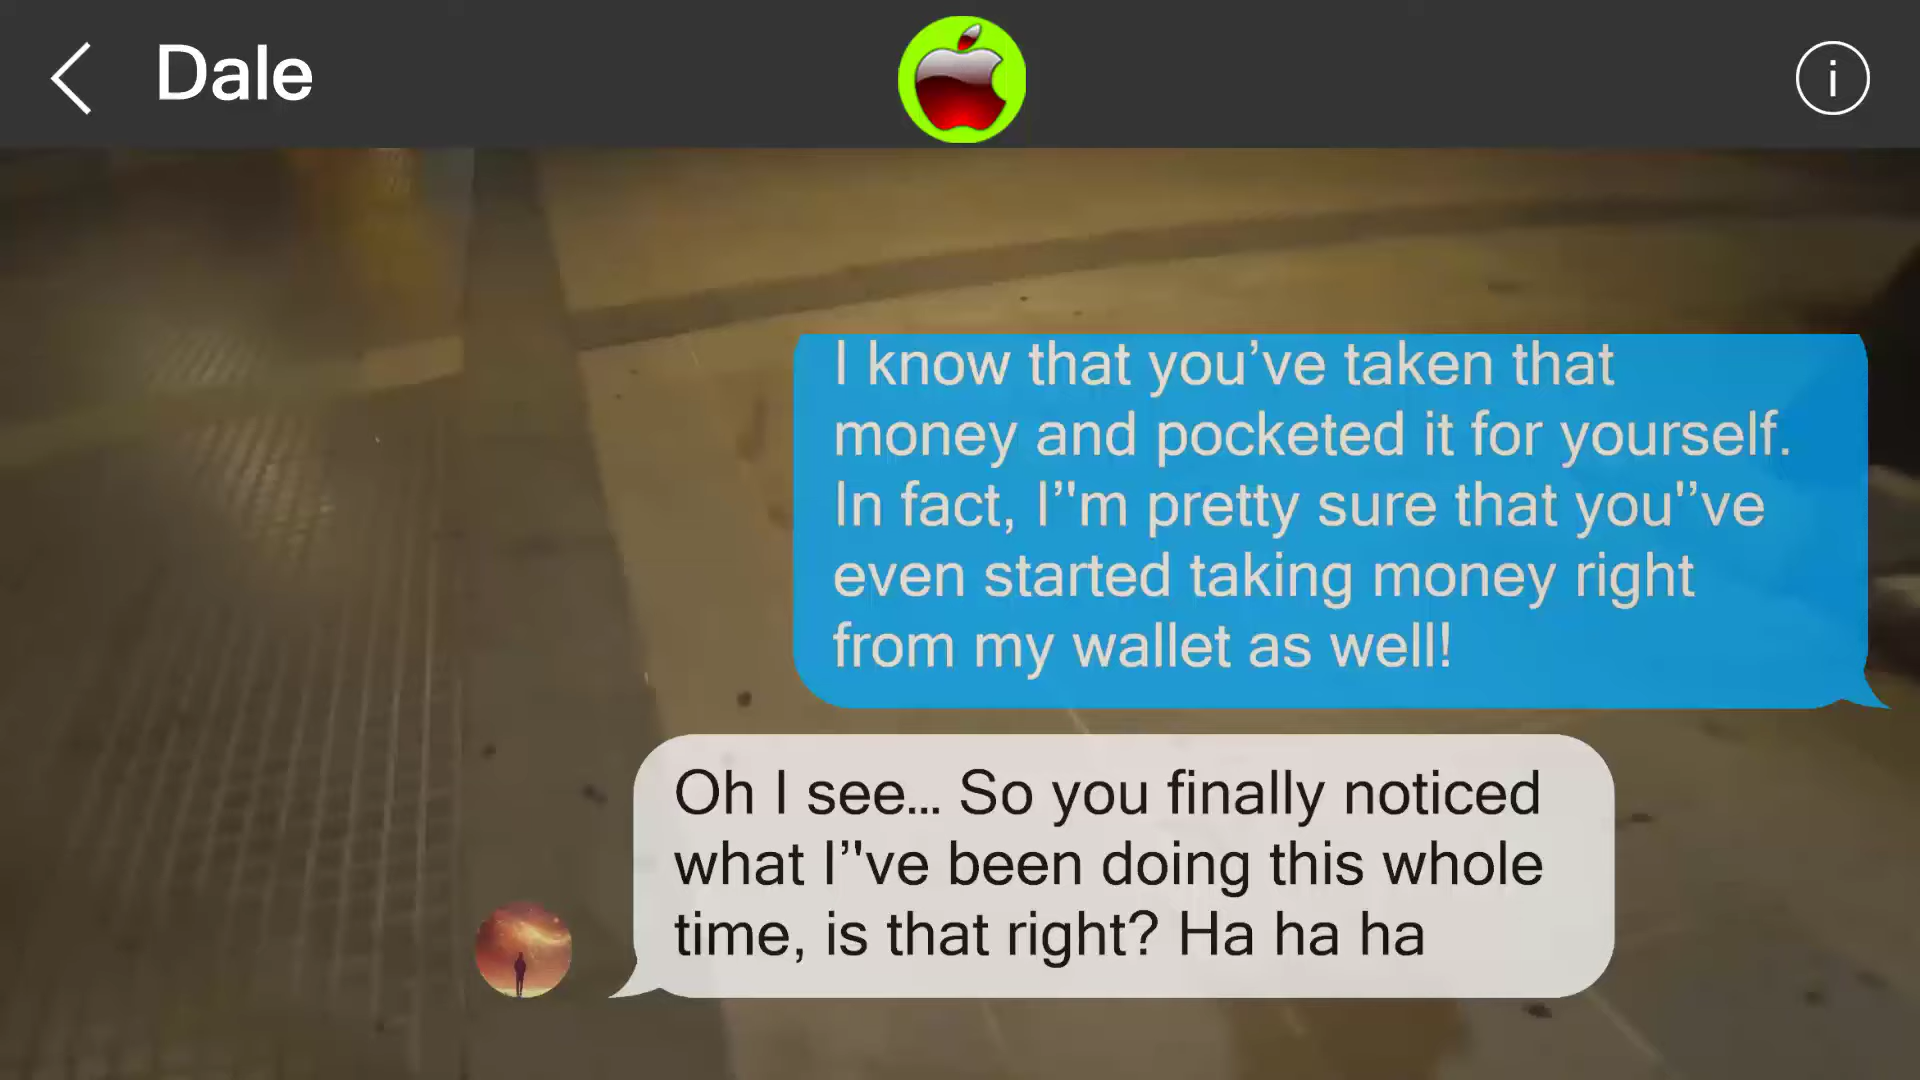 Dale
i
I know that you’ve taken that
money and pocketed it for yourself.
In fact, I’'m pretty sure that you'’ve
even started taking money right
from my wallet as well!
Oh I see... So you finally noticed
what I’'ve been doing this whole
time, is that right? Ha ha ha